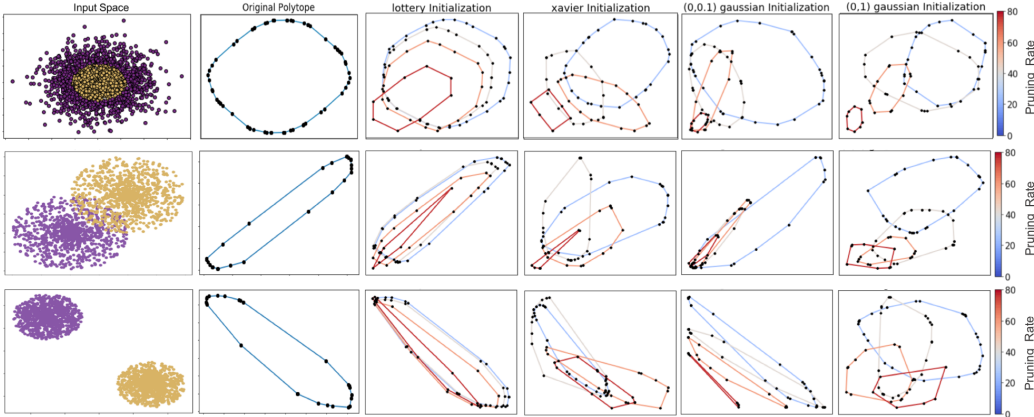 Input Space
Original Polytope
lottery Initialization
xavier Initialization
(0,0.1) gaussian Initialization
(0,1) gaussian Initialization
80
60
40
20
0
Pruning Rate
80
60
40
20
0
Pruning Rate
80
60
40
20
0
Pruning Rate